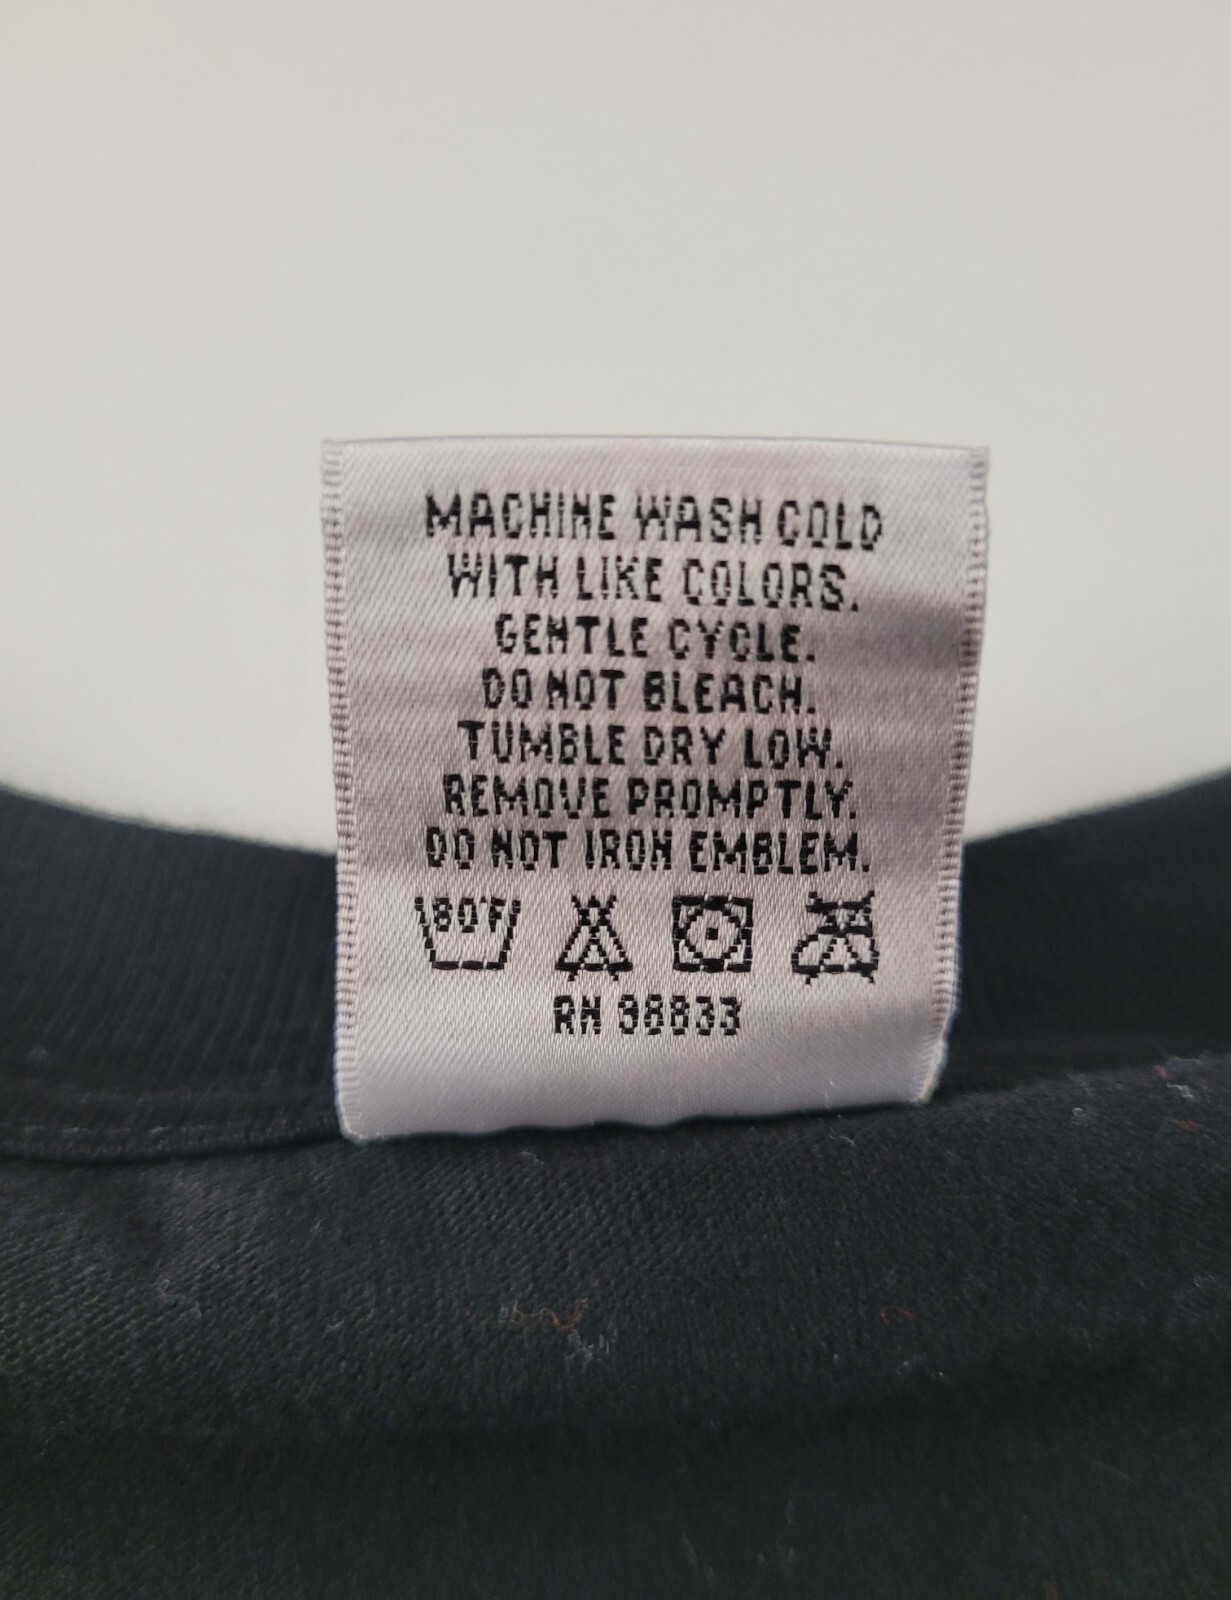 MACHINE WASH COLD
WITH LIKE COLORS.
GENTLE CYCLE.
DO NOT BLEACH.
TUMBLE DRY LOW.
REMOVE PROMPTLY.
DO NOT IRON EMBLEM.
80°F
RN 98833